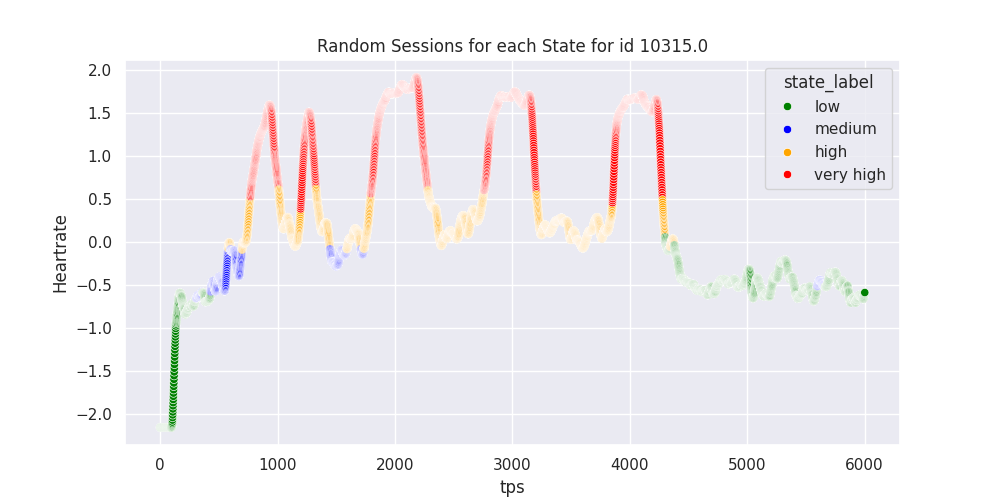 Random Sessions for each State for id 10315.0
Heartrate
2.0
1.5
1.0
0.5
0.0
−0.5
−1.0
−1.5
−2.0
state_label
low
medium
high
very high
0 1000 2000 3000 4000 5000 6000
tps